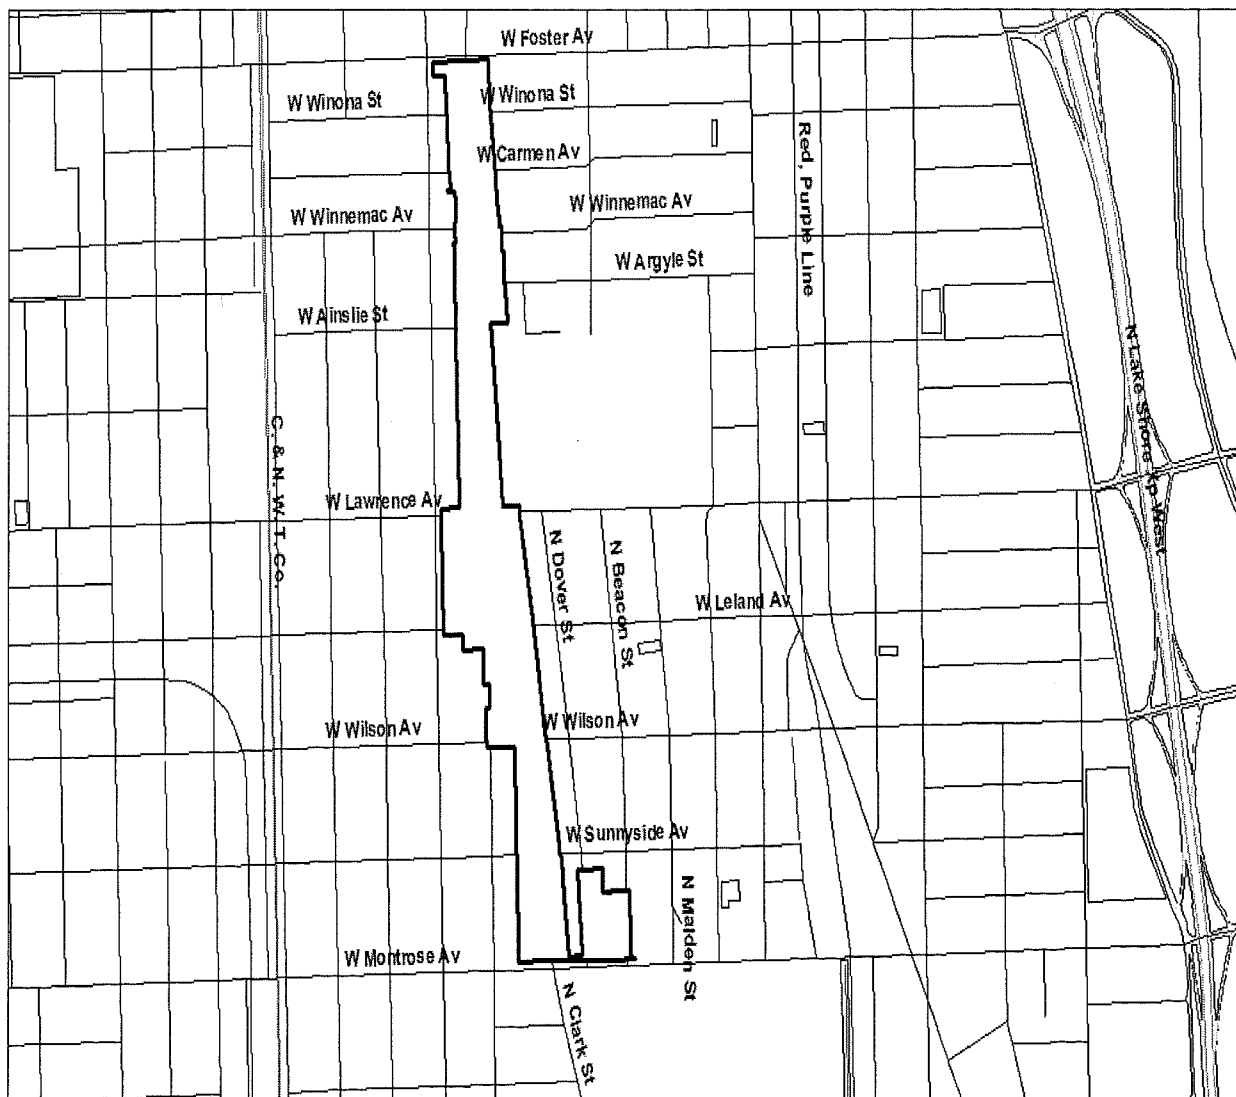 W Foster Av
W Winona St
W Winona St
W Carmen Av
Red, Purple Line
W Winnemac Av
W Winnemac Av
W Argyle St
W Ainslie St
N Lake Shore Xp West
C. & N. W. T. Co.
W Lawrence Av
N Dover St
N Beacon St
W Leland Av
W Wilson Av
W Wilson Av
W Sunnyside Av
N Malden St
W Montrose Av
N Clark St